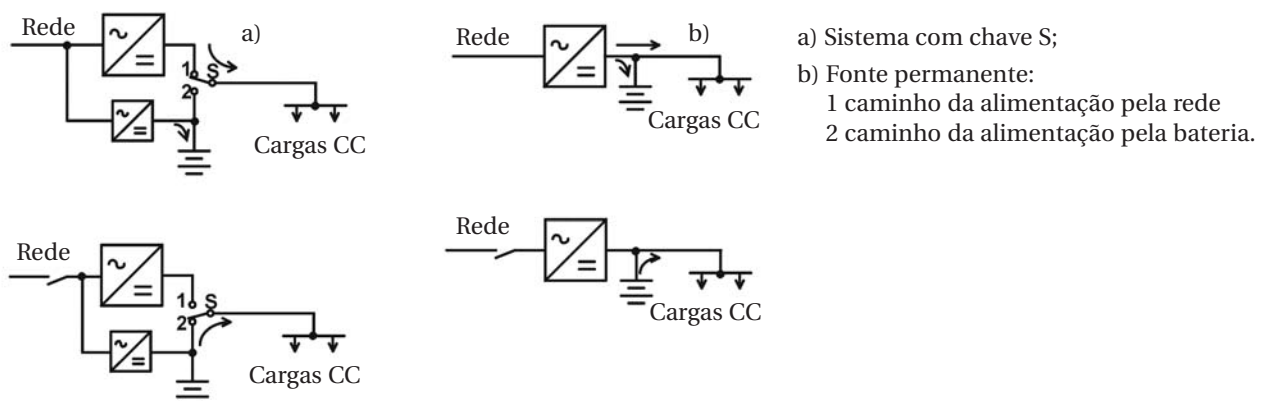 Rede
a)
1
S
2
Cargas CC
Rede
b)
Cargas CC
a) Sistema com chave S;
b) Fonte permanente:
1 caminho da alimentação pela rede
2 caminho da alimentação pela bateria.
Rede
1
S
2
Cargas CC
Rede
Cargas CC